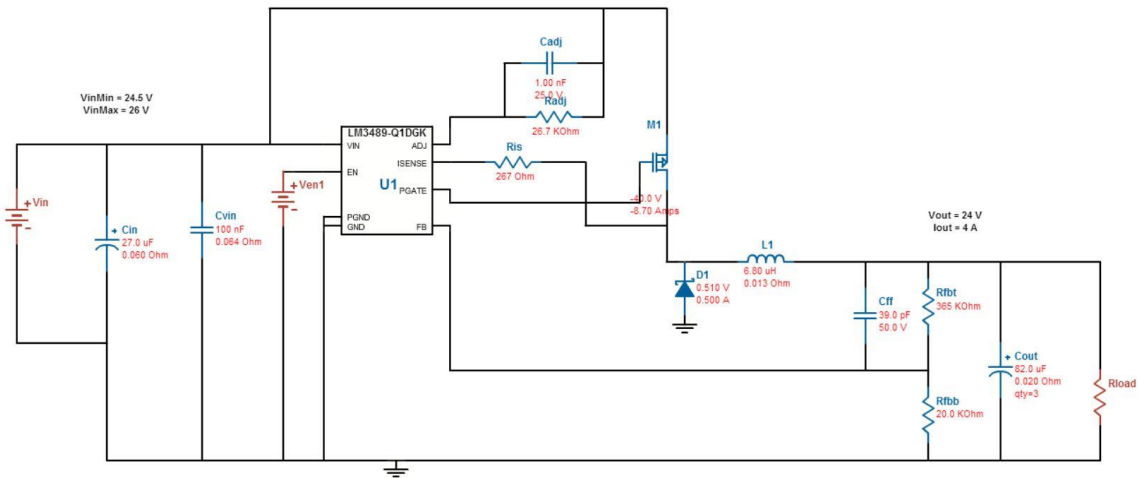 VinMin = 24.5 V
VinMax = 26 V
Vin
Cin
27.0 uF
0.060 Ohm
Cvin
100 nF
0.064 Ohm
Ven1
LM3489-Q1DGK
VIN
ADJ
ISENSE
EN
U1
PGATE
PGND
GND
FB
Cadj
1.00 nF
25.0 V
Radj
26.7 KOhm
Ris
267 Ohm
M1
-40.0 V
-8.70 Amps
Vout = 24 V
Iout = 4 A
D1
0.510 V
0.500 A
L1
6.80 uH
0.013 Ohm
Cff
39.0 pF
50.0 V
Rfbt
365 KOhm
Rfbb
20.0 KOhm
Cout
82.0 uF
0.020 Ohm
qty=3
Rload